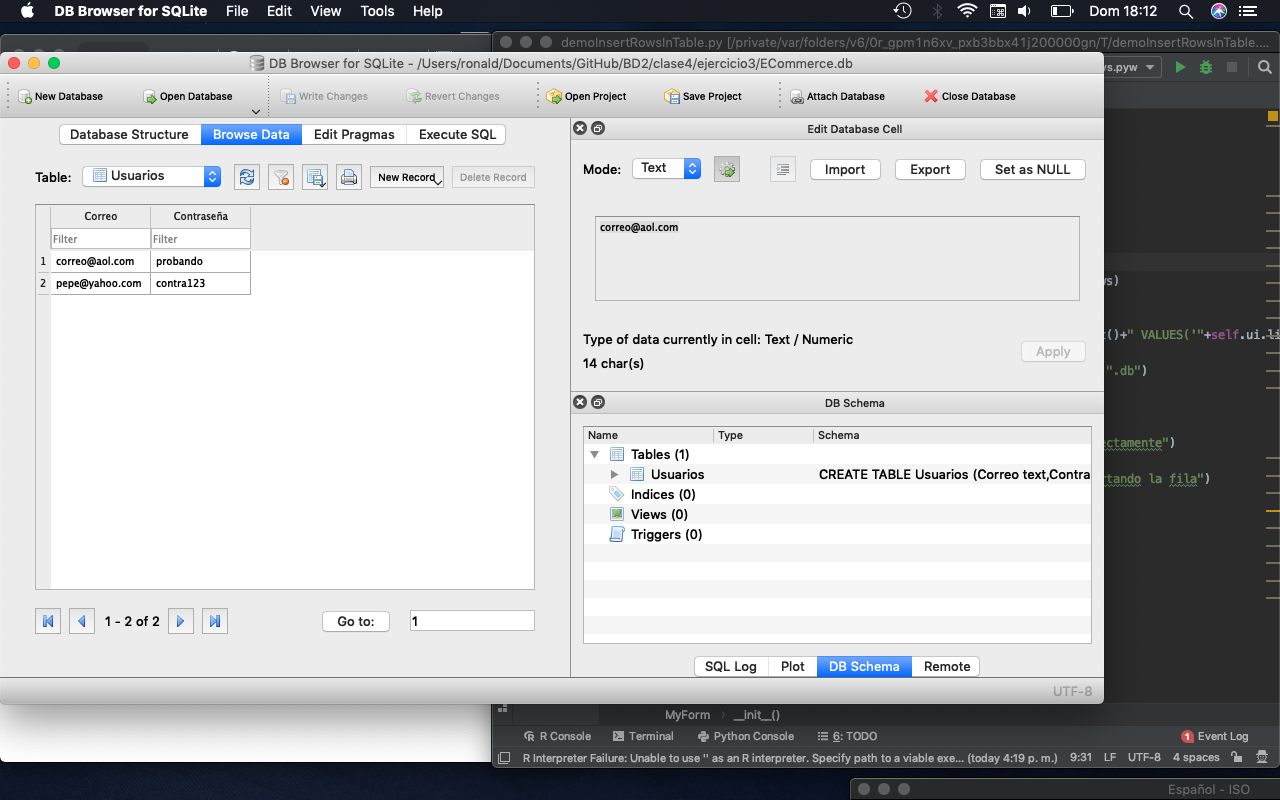 DB Browser for SQLite File Edit View Tools Help Dom 18:12
demoInsertRowsInTable.py [/private/var/folders/v6/0r_gpm1n6xv_pxb3bbx41j200000gn/T/demoInsertRowsInTable....
DB Browser for SQLite - /Users/ronald/Documents/GitHub/BD2/clase4/ejercicio3/ECommerce.db
s.pyw
New Database Open Database Write Changes Revert Changes Open Project Save Project Attach Database Close Database
Database Structure Browse Data Edit Pragmas Execute SQL
Table: Usuarios New Record Delete Record
Correo Contraseña
Filter Filter
1 correo@aol.com probando
2 pepe@yahoo.com contra123
1 - 2 of 2 Go to: 1
Edit Database Cell
Mode: Text Import Export Set as NULL
correo@aol.com
Type of data currently in cell: Text / Numeric
14 char(s)
Apply
DB Schema
Name Type Schema
Tables (1)
Usuarios CREATE TABLE Usuarios (Correo text,Contra
Indices (0)
Views (0)
Triggers (0)
SQL Log Plot DB Schema Remote
UTF-8
s)
()+" VALUES('"+self.ui.li
".db")
ectamente")
rtando la fila")
MyForm › __init__()
R Console Terminal Python Console 6: TODO 1 Event Log
R Interpreter Failure: Unable to use '' as an R interpreter. Specify path to a viable exe... (today 4:19 p. m.) 9:31 LF UTF-8 4 spaces
Español - ISO